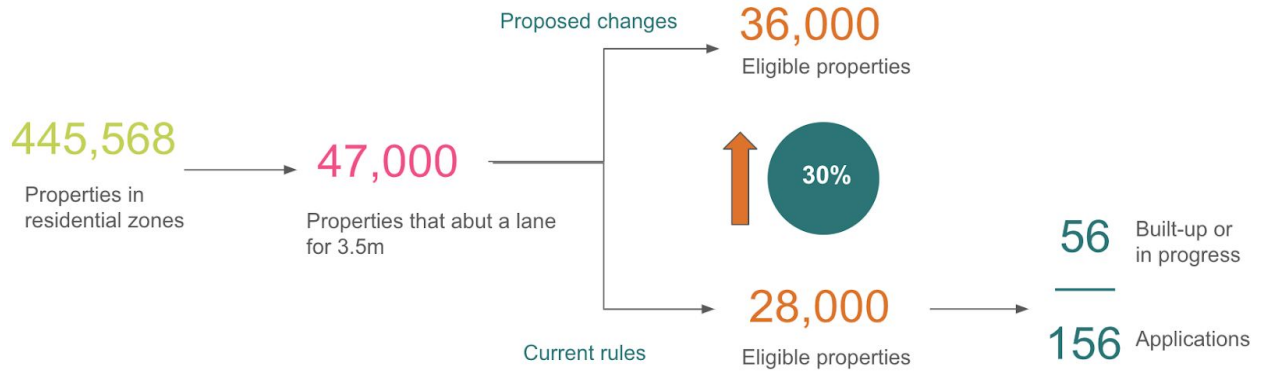 445,568
Properties in
residential zones
47,000
Properties that abut a lane
for 3.5m
Proposed changes
36,000
Eligible properties
30%
Current rules
28,000
Eligible properties
56
Built-up or
in progress
156
Applications